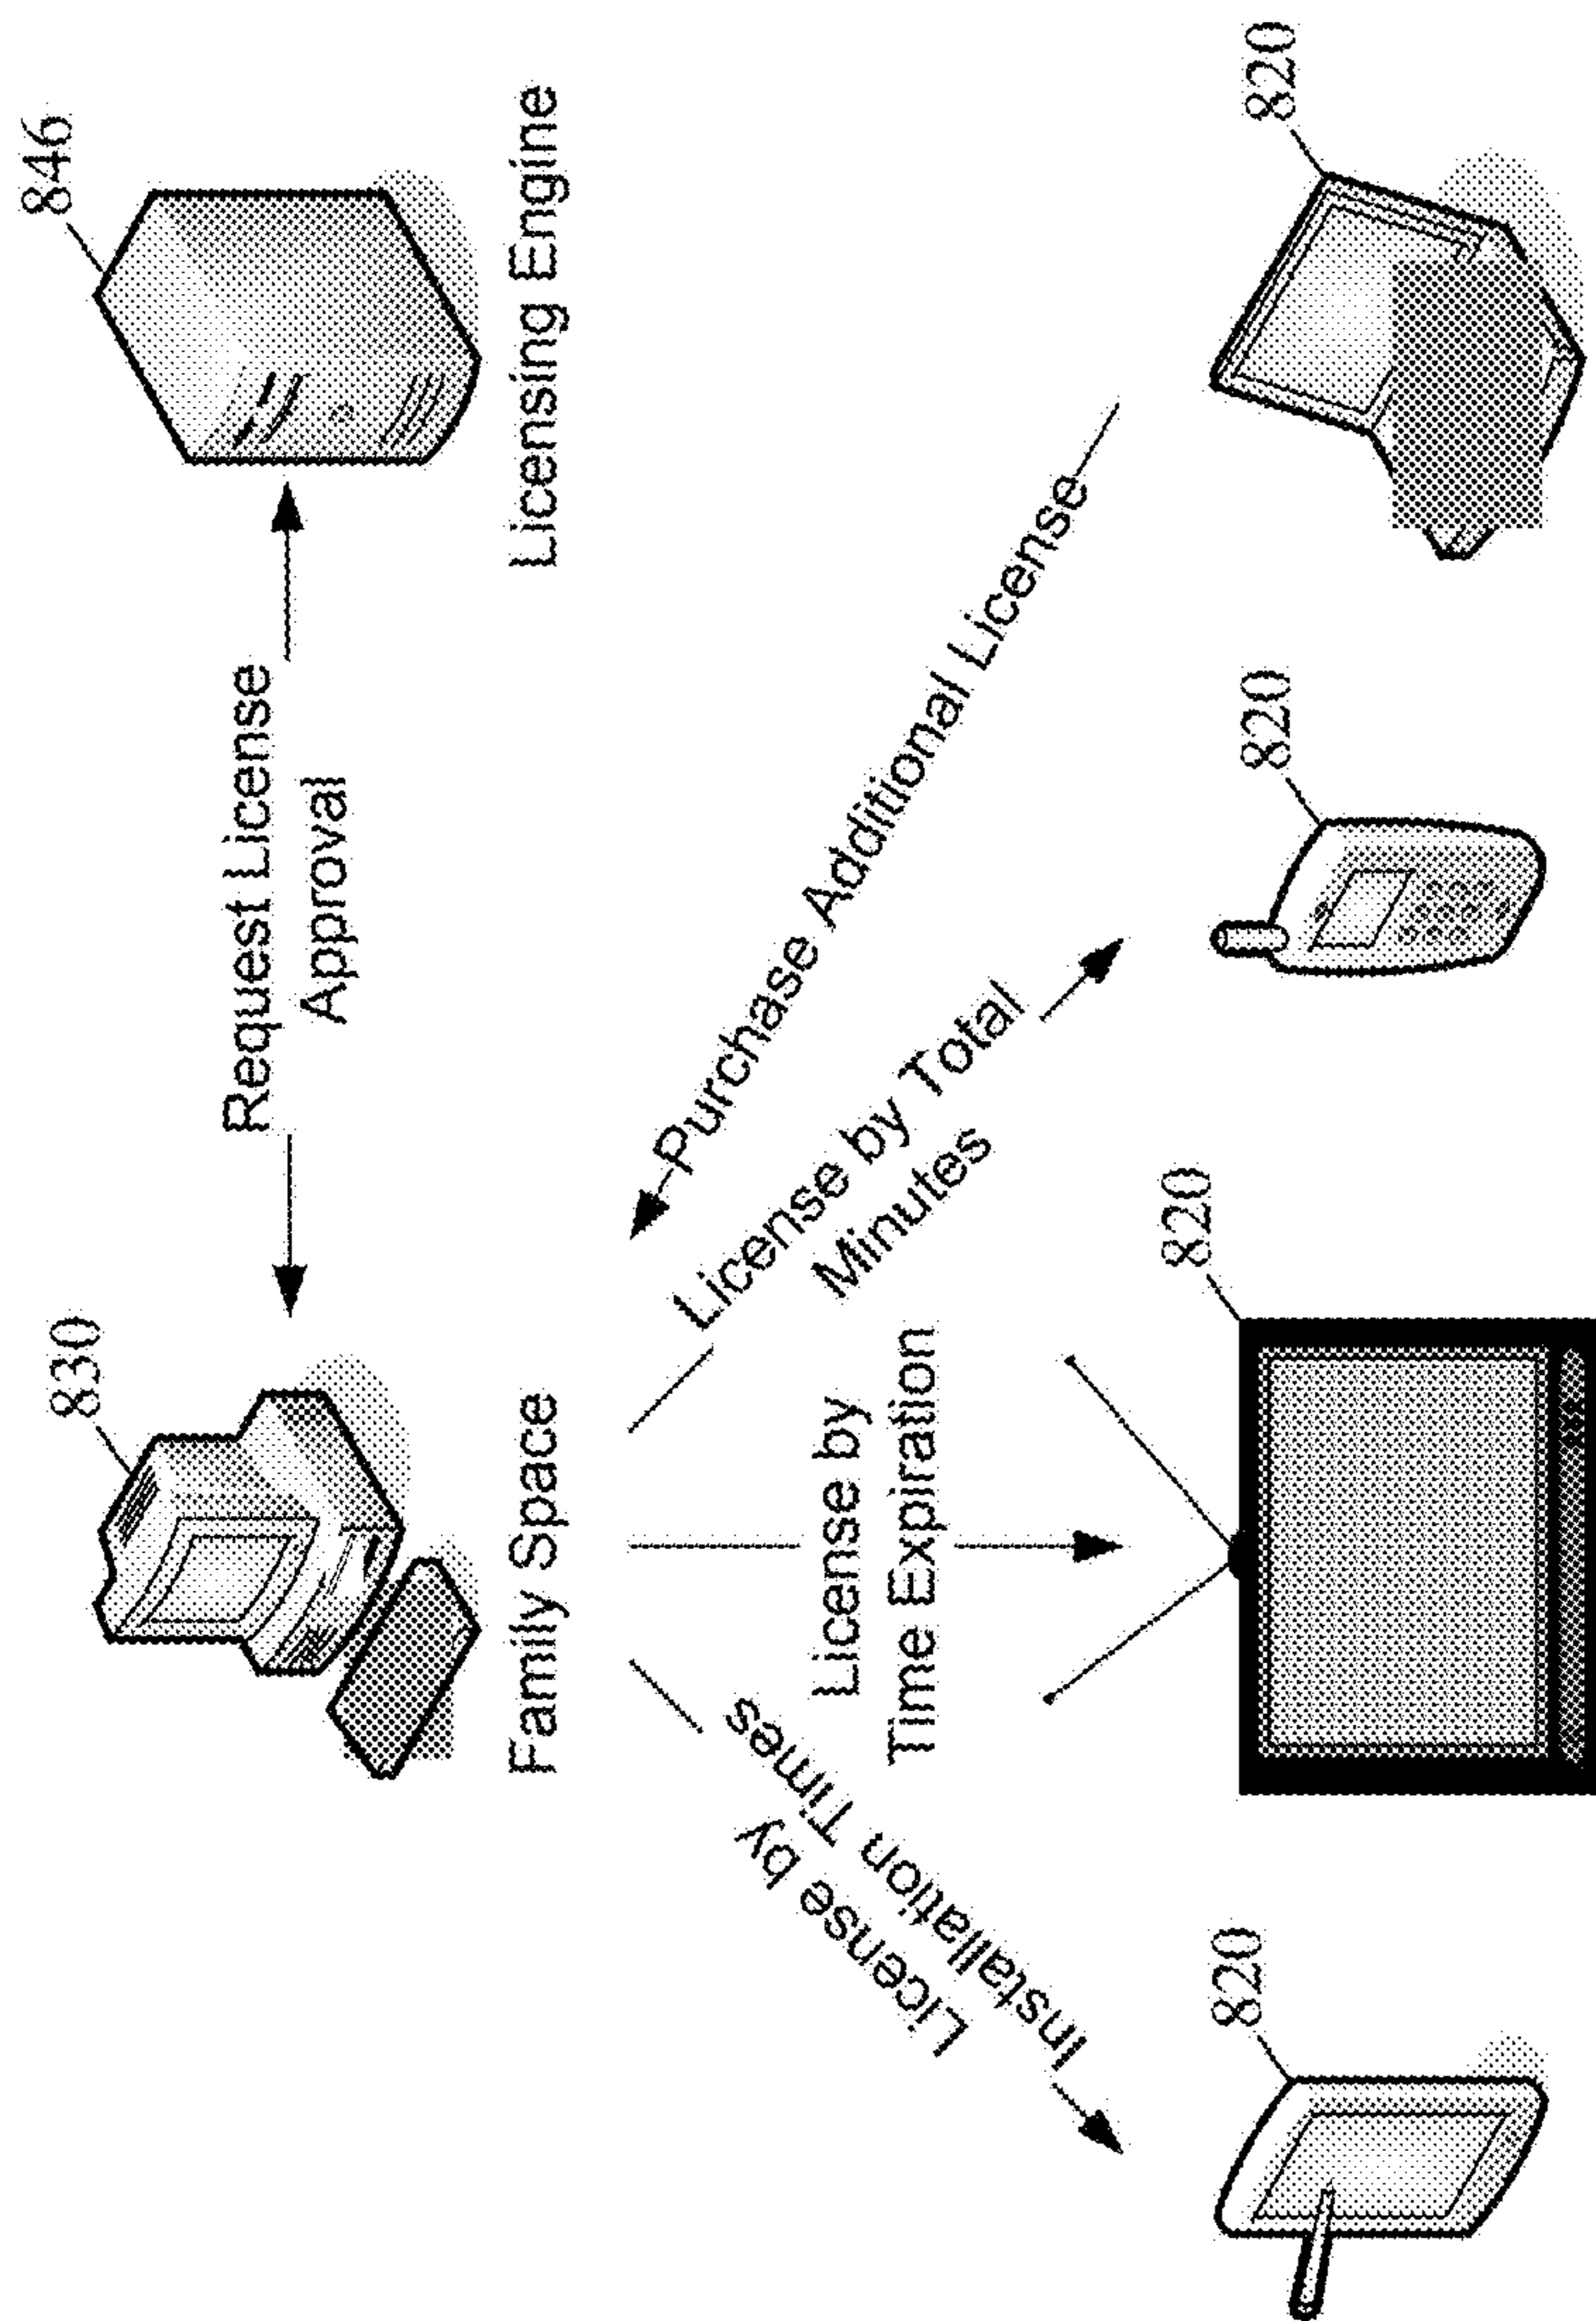 830
846
Request License
Approval
Family Space
Licensing Engine
License by
Installation Times
License by
Time Expiration
License by Total
Minutes
Purchase Additional License
820
820
820
820